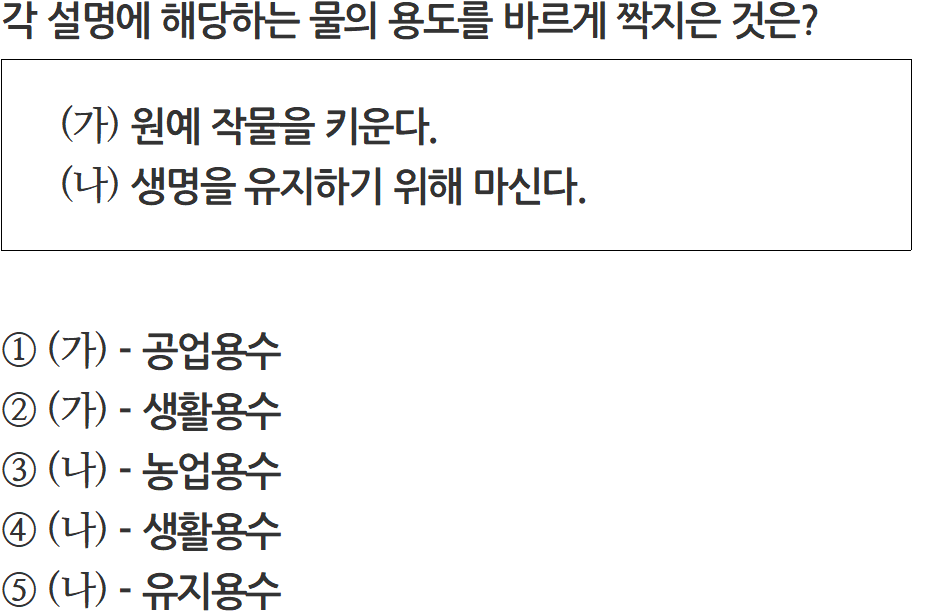 각 설명에 해당하는 물의 용도를 바르게 짝지은 것은?
(가) 원예 작물을 키운다.
(나) 생명을 유지하기 위해 마신다.
① (가) - 공업용수
② (가) - 생활용수
③ (나) - 농업용수
④ (나) - 생활용수
⑤ (나) - 유지용수